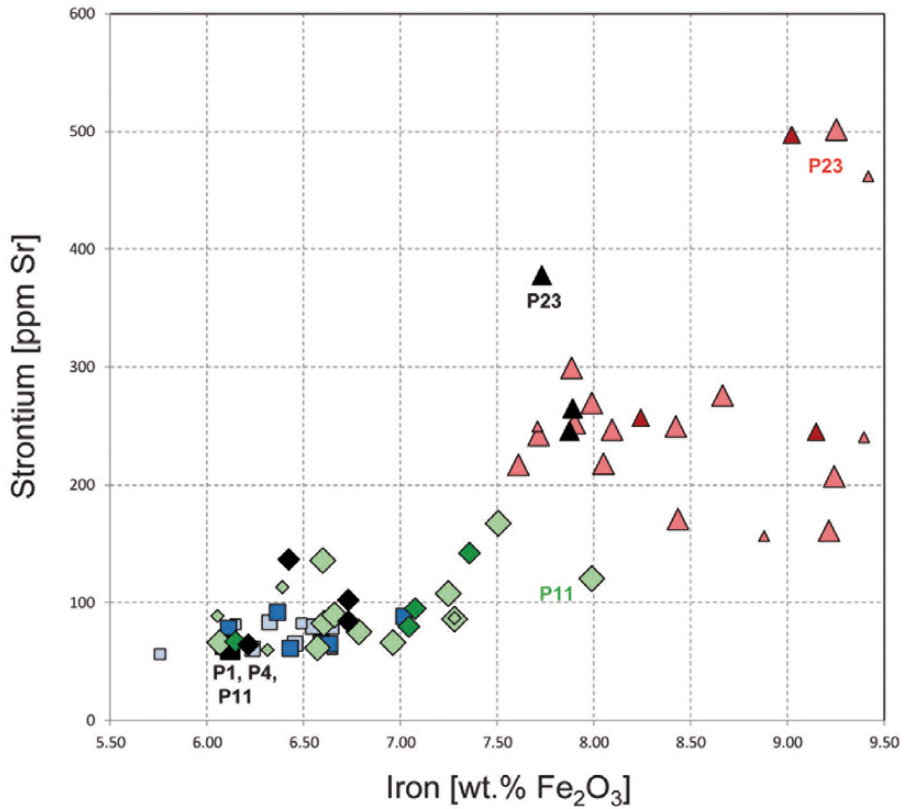 600
500
400
300
200
100
0
Strontium [ppm Sr]
P23
P23
P11
P1, P4,
P11
5.50 6.00 6.50 7.00 7.50 8.00 8.50 9.00 9.50
Iron [wt.% Fe₂O₃]